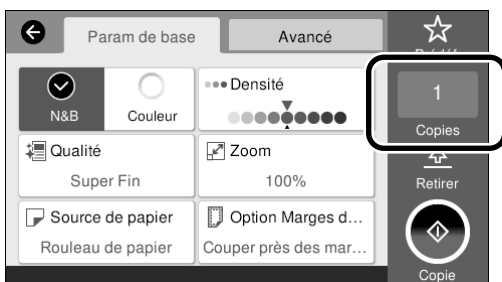 Param de base
Avancé
N&B
Couleur
Densité
1
Copies
Qualité
Super Fin
Zoom
100%
Retirer
Source de papier
Rouleau de papier
Option Marges d...
Couper près des mar...
Copie